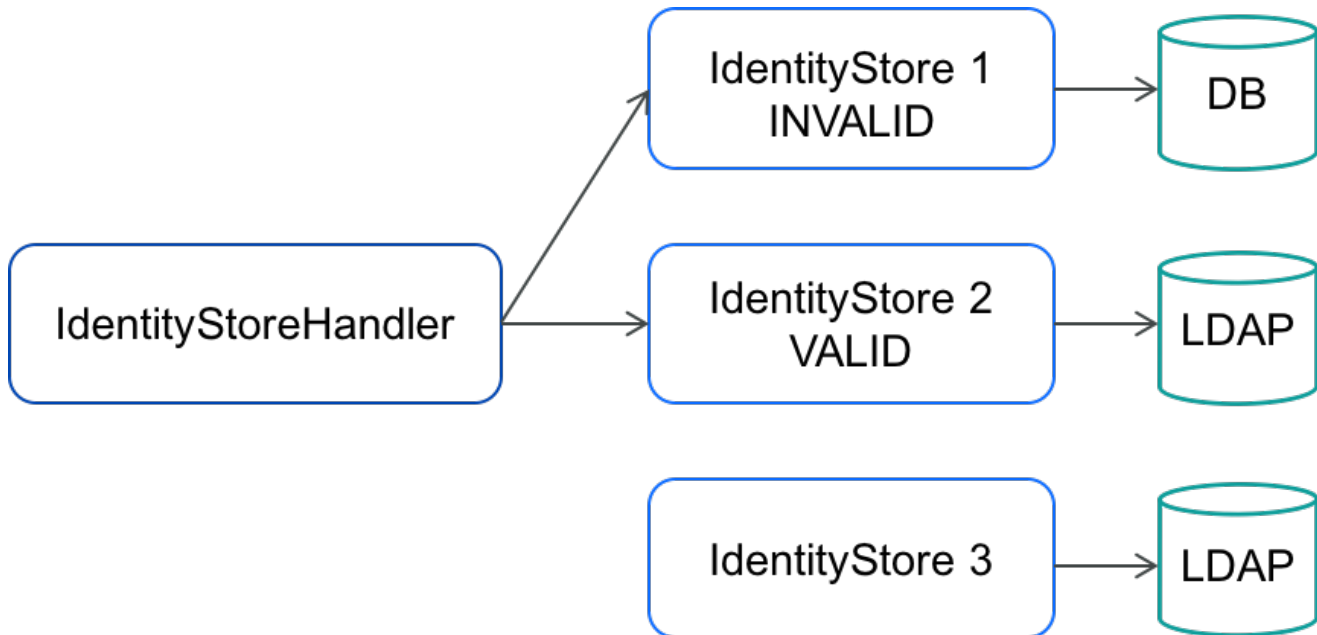 IdentityStore 1
INVALID
DB
IdentityStoreHandler
IdentityStore 2
VALID
LDAP
IdentityStore 3
LDAP